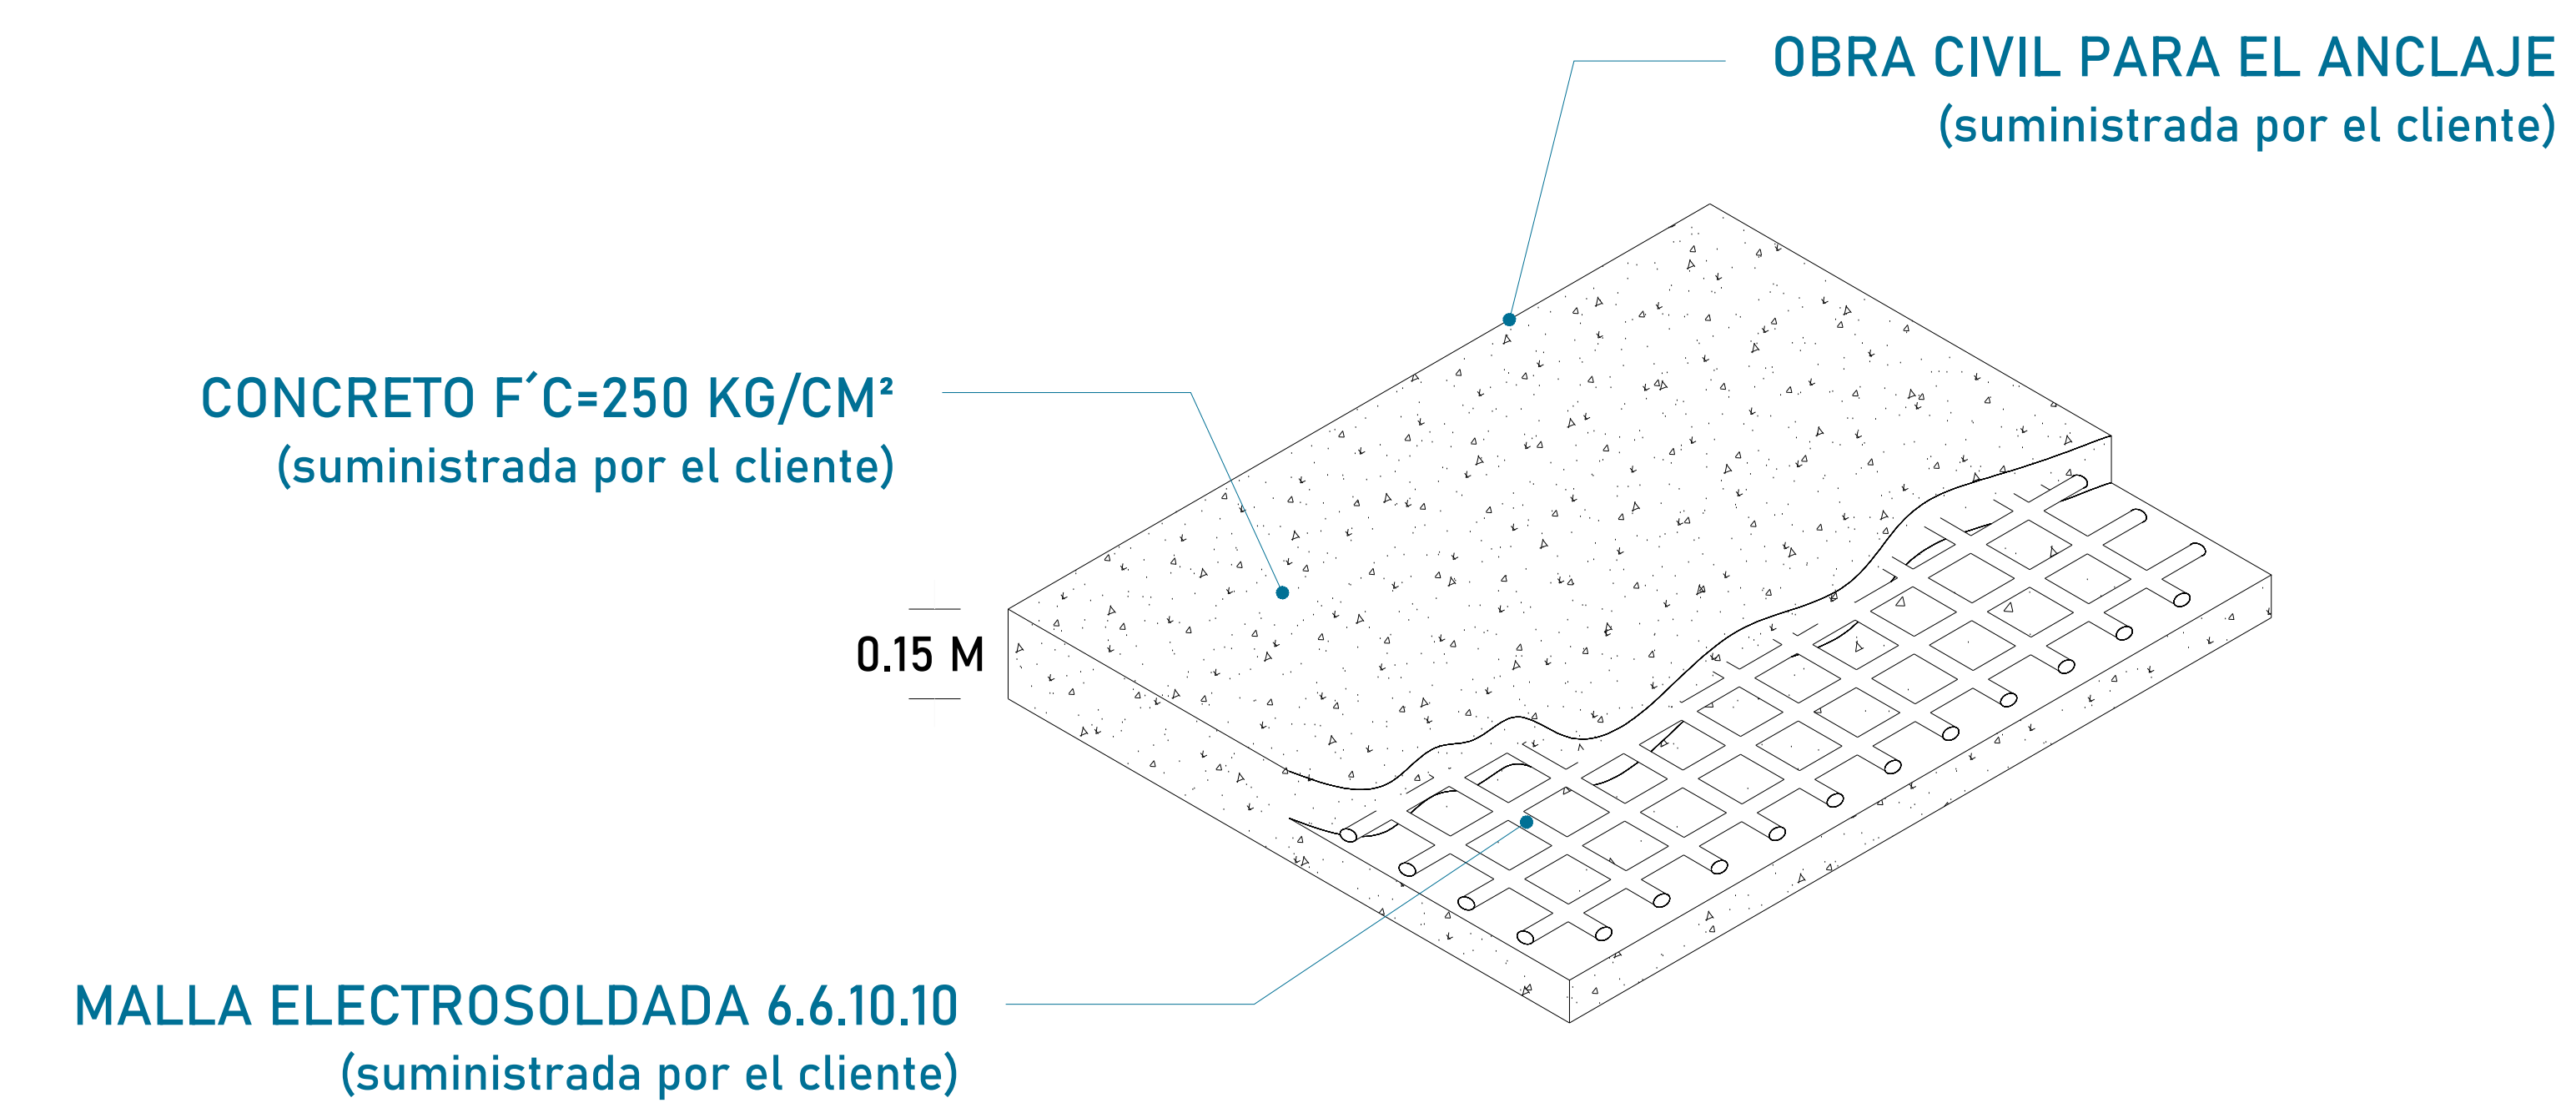 OBRA CIVIL PARA EL ANCLAJE
(suministrada por el cliente)
CONCRETO F´C=250 KG/CM²
(suministrada por el cliente)
0.15 M
MALLA ELECTROSOLDADA 6.6.10.10
(suministrada por el cliente)